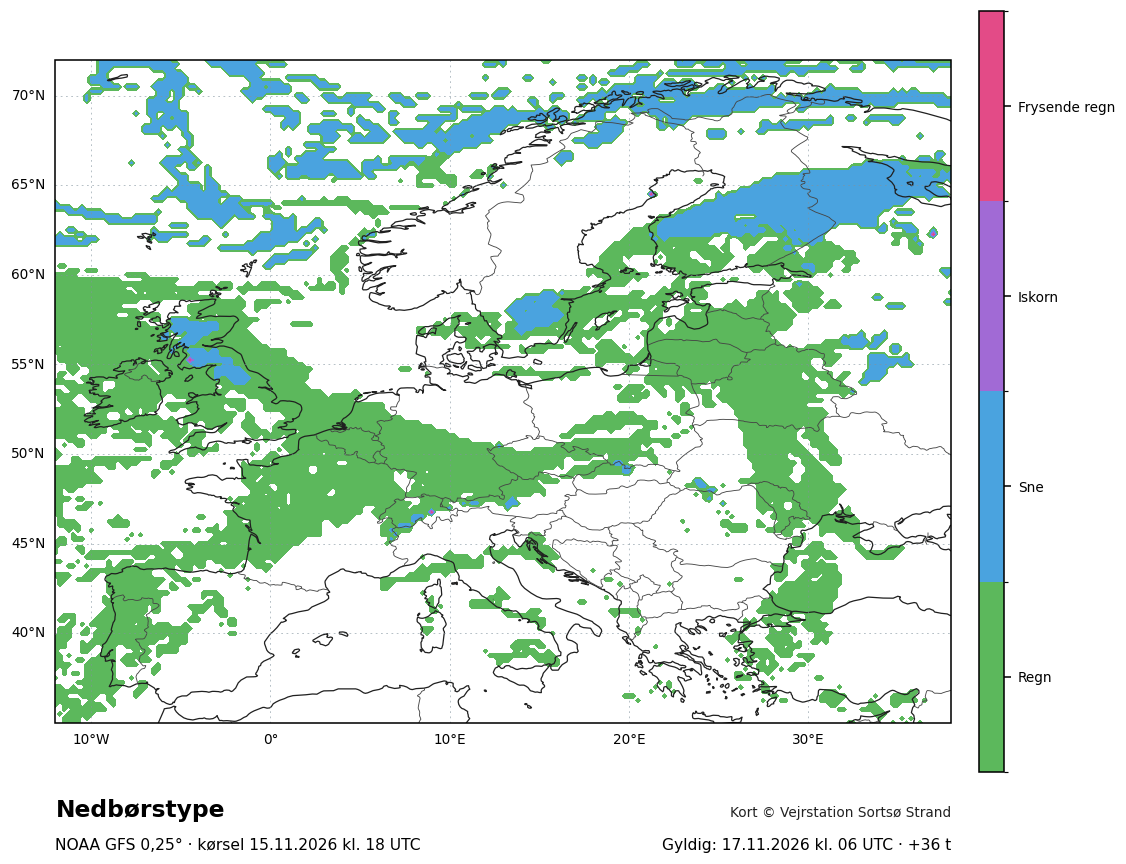 70°N
65°N
60°N
55°N
50°N
45°N
40°N
10°W
0°
10°E
20°E
30°E
Frysende regn
Iskorn
Sne
Regn
Nedbørstype
Kort © Vejrstation Sortsø Strand
NOAA GFS 0,25° · kørsel 15.11.2026 kl. 18 UTC
Gyldig: 17.11.2026 kl. 06 UTC · +36 t